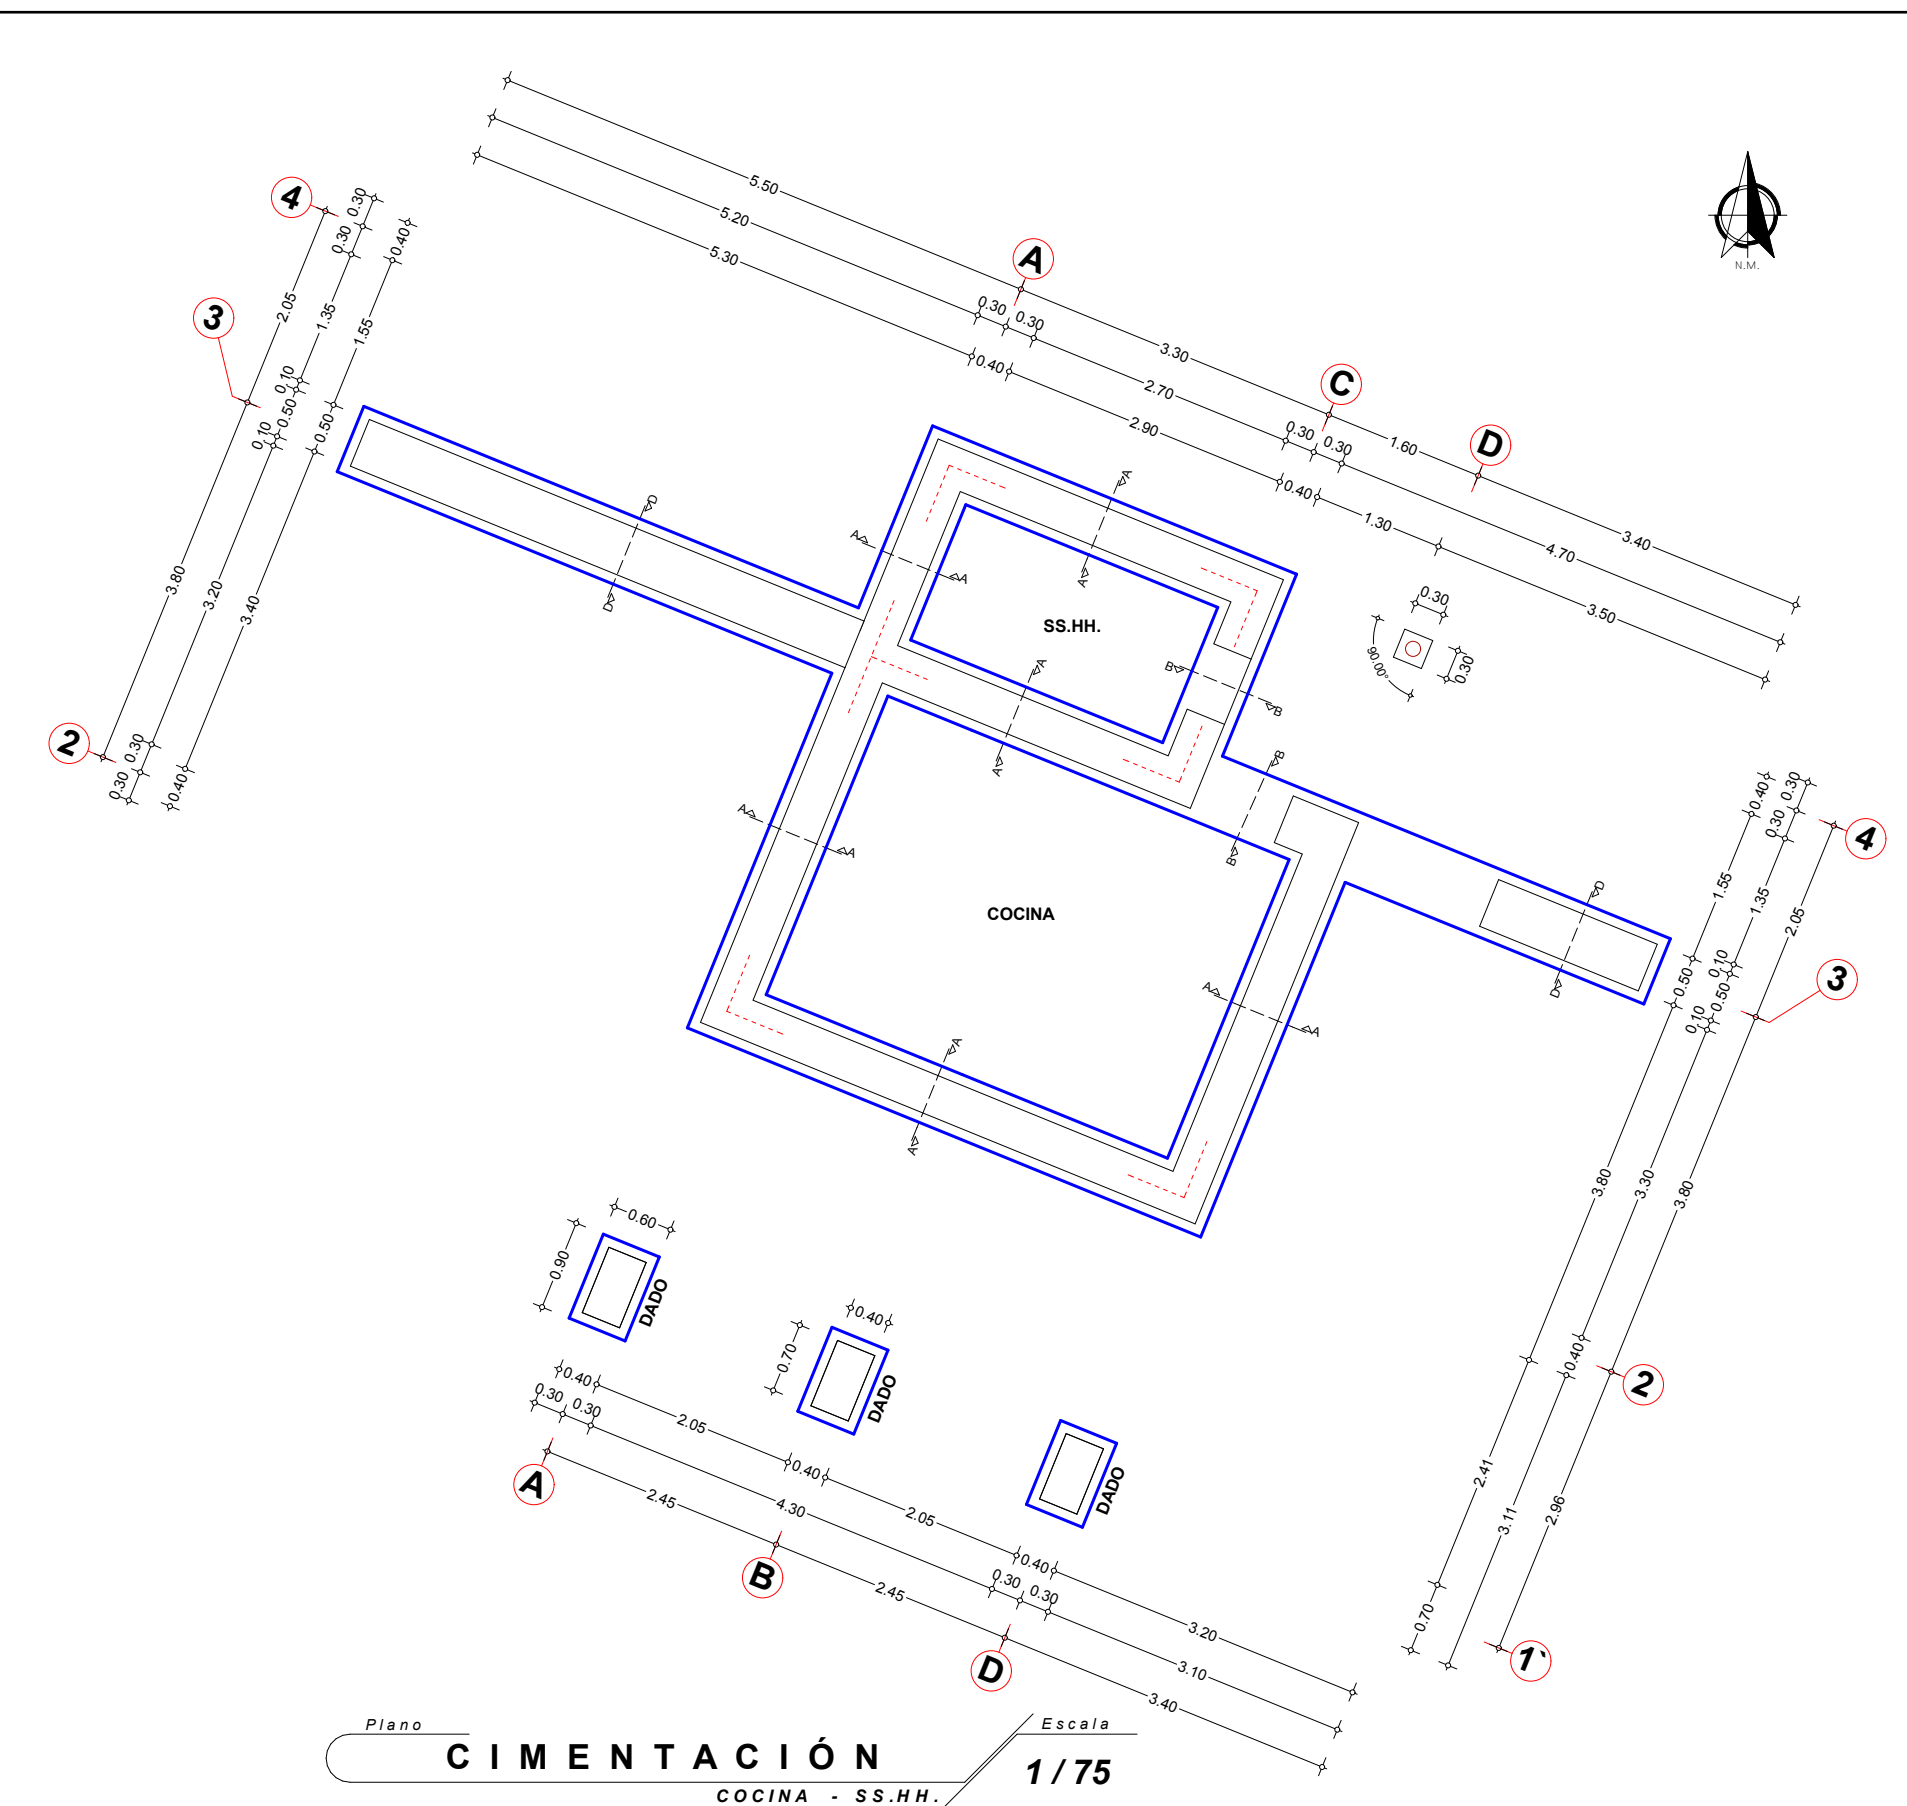 5.50
5.20
5.30
A
0.30
0.30
0.40
3.30
2.70
2.90
C
0.30
0.30
0.40
1.60
D
1.30
3.40
4.70
3.50
N.M.
4
0.30
0.30
0.40
2.05
1.35
1.55
3
0.10
0.50
0.10
0.50
3.80
3.20
3.40
2
0.30
0.30
0.40
D
D
A
A
A
A
SS.HH.
A
A
B
B
B
B
0.30
0.30
90.00°
A
A
COCINA
A
A
A
A
D
D
0.40
0.30
0.30
4
1.55
1.35
2.05
3
0.10
0.50
0.10
0.50
3.80
3.30
3.80
2
0.40
2.41
3.11
2.96
0.70
1`
0.60
0.90
DADO
0.40
0.70
DADO
DADO
0.40
0.30
0.30
2.05
0.40
2.05
0.40
A
2.45
4.30
0.30
0.30
B
2.45
3.20
3.10
D
3.40
Plano
CIMENTACIÓN
COCINA - SS.HH.
Escala
1 / 75